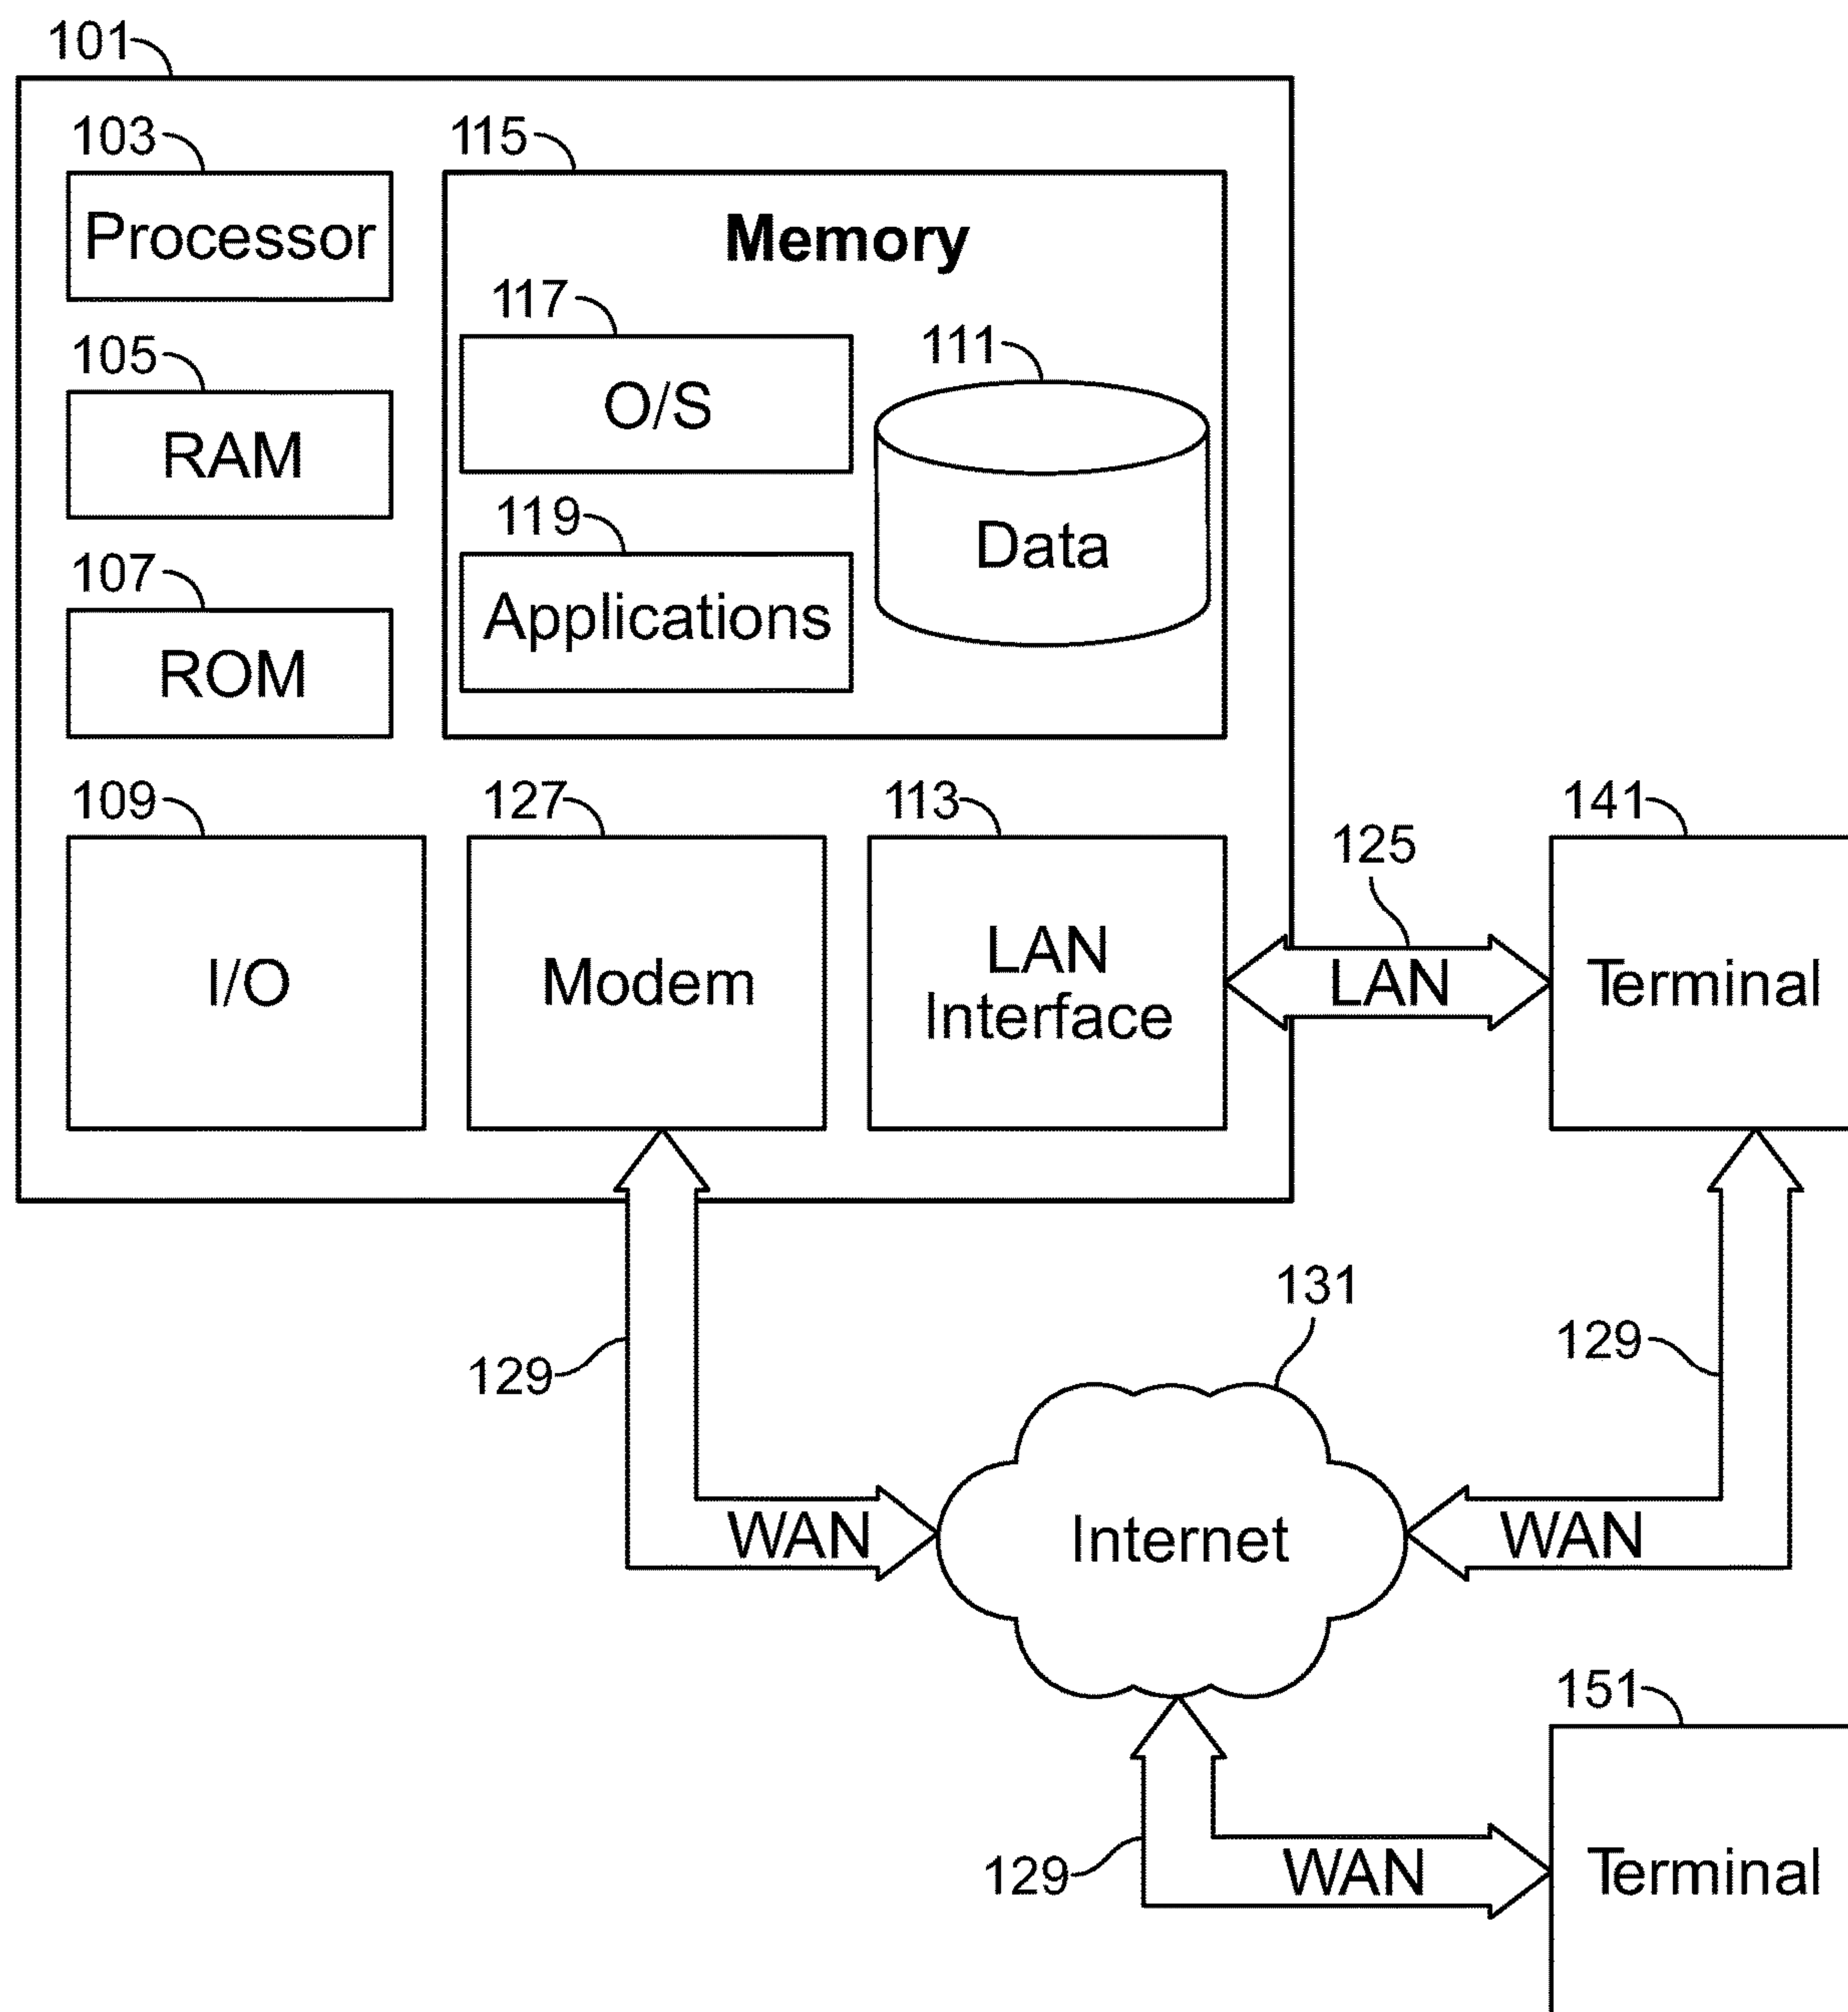 101
103
Processor
105
RAM
107
ROM
115
Memory
117
O/S
111
Data
119
Applications
109
I/O
127
Modem
113
LAN
Interface
125
LAN
141
Terminal
129
WAN
131
Internet
129
WAN
129
WAN
151
Terminal